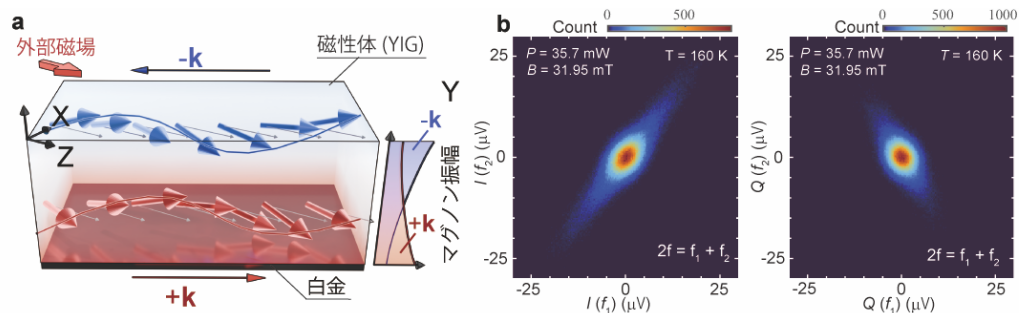 a
外部磁場
-k
磁性体 (YIG)
X
Z
Y
-k
+k
マグノン振幅
+k
白金
b
Count
0
500
P = 35.7 mW
B = 31.95 mT
T = 160 K
25
0
-25
I (f₂) (μV)
2f = f₁ + f₂
-25
0
25
I (f₁) (μV)
Count
0
500
1000
P = 35.7 mW
B = 31.95 mT
T = 160 K
25
0
-25
Q (f₂) (μV)
2f = f₁ + f₂
-25
0
25
Q (f₁) (μV)